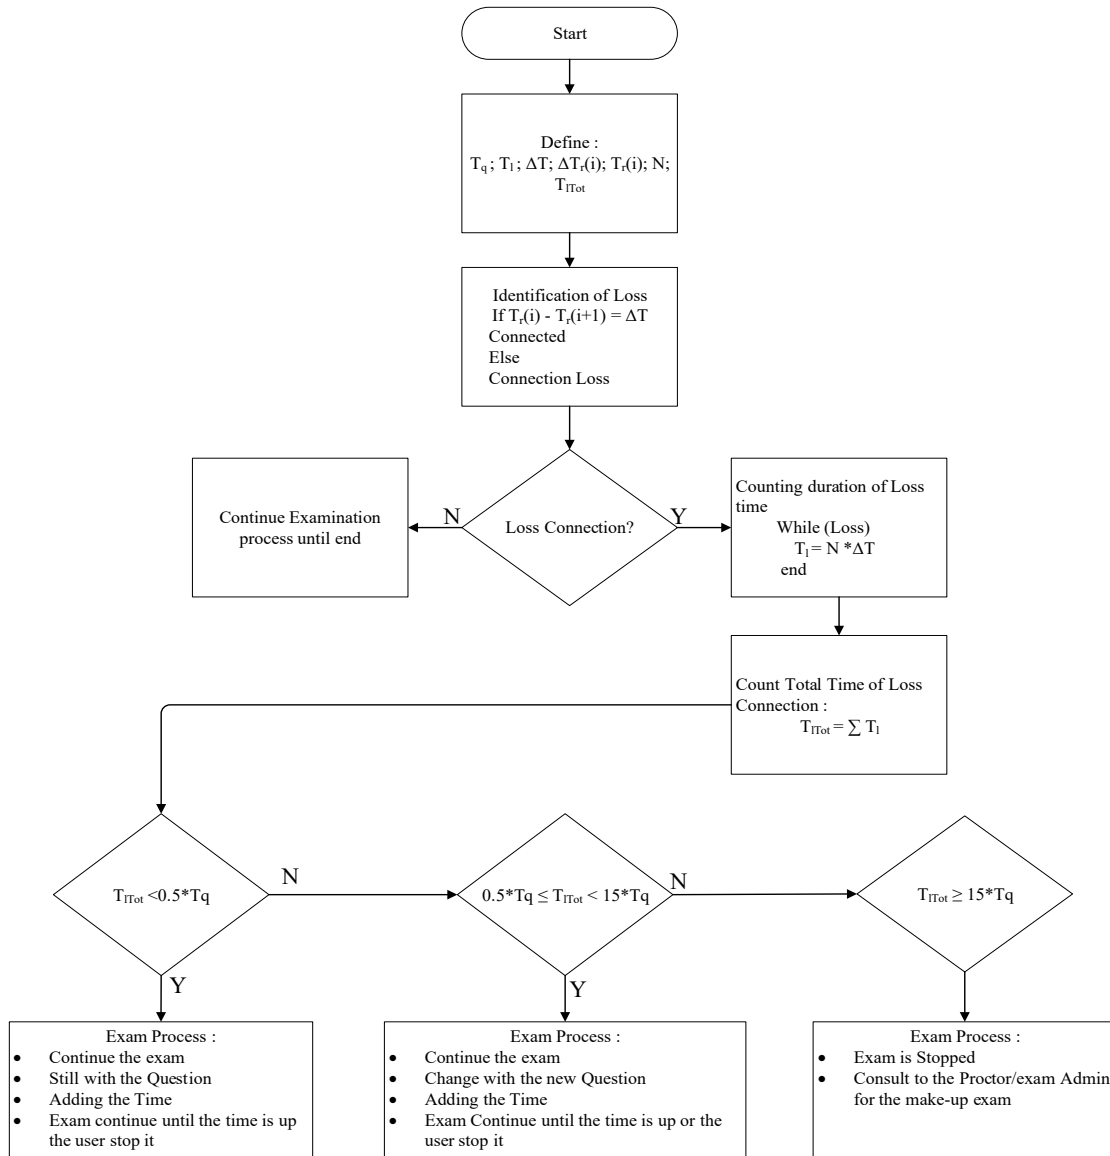 Start
Define :
Tq ; Tl ; ΔT; ΔTr(i); Tr(i); N;
TlTot
Identification of Loss
If Tr(i) - Tr(i+1) = ΔT
Connected
Else
Connection Loss
Continue Examination
process until end
N
Loss Connection?
Y
Counting duration of Loss
time
While (Loss)
Tl = N *ΔT
end
Count Total Time of Loss
Connection :
TlTot = ∑ Tl
TlTot <0.5*Tq
N
0.5*Tq ≤ TlTot < 15*Tq
N
TlTot ≥ 15*Tq
Y
Y
Exam Process :
• Continue the exam
• Still with the Question
• Adding the Time
• Exam continue until the time is up
the user stop it
Exam Process :
• Continue the exam
• Change with the new Question
• Adding the Time
• Exam Continue until the time is up or the
user stop it
Exam Process :
• Exam is Stopped
• Consult to the Proctor/exam Admin
for the make-up exam